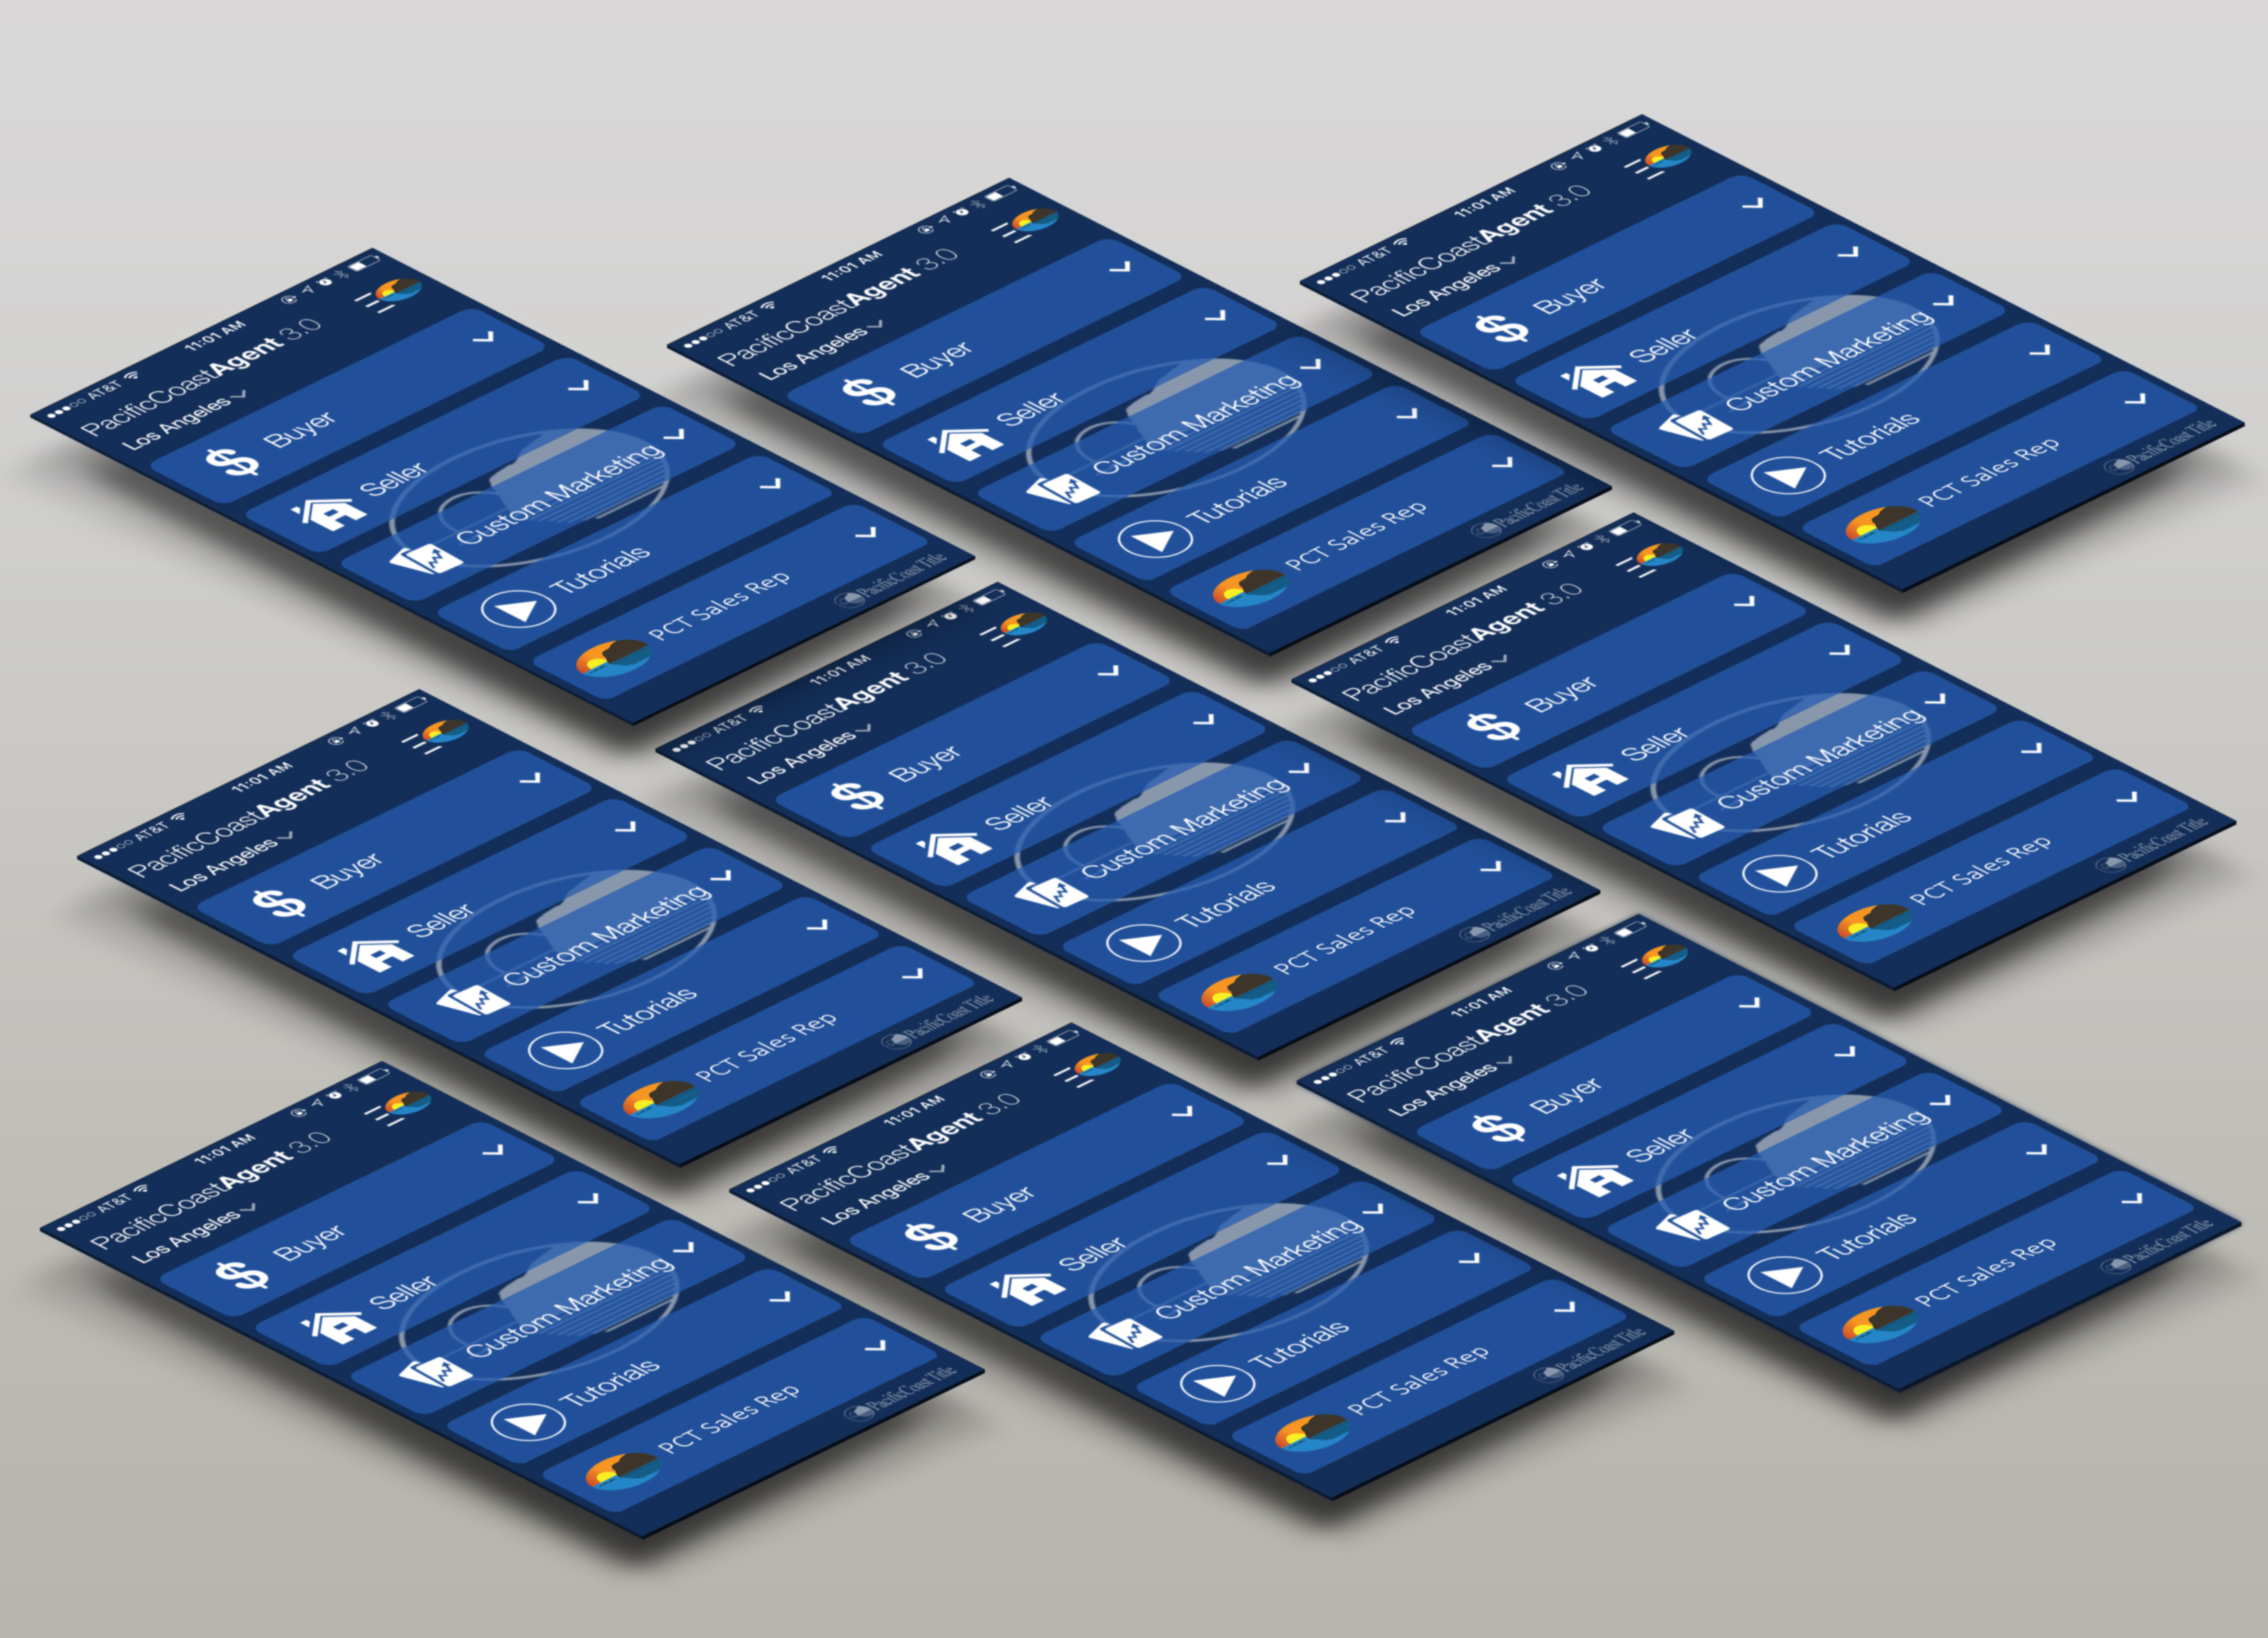 AT&T 11:01 AM
PacificCoastAgent 3.0
Los Angeles
Buyer
Seller
Custom Marketing
Tutorials
PCT Sales Rep
PacificCoastTitle
AT&T 11:01 AM
PacificCoastAgent 3.0
Los Angeles
Buyer
Seller
Custom Marketing
Tutorials
PCT Sales Rep
PacificCoastTitle
AT&T 11:01 AM
PacificCoastAgent 3.0
Los Angeles
Buyer
Seller
Custom Marketing
Tutorials
PCT Sales Rep
PacificCoastTitle
AT&T 11:01 AM
PacificCoastAgent 3.0
Los Angeles
Buyer
Seller
Custom Marketing
Tutorials
PCT Sales Rep
PacificCoastTitle
AT&T 11:01 AM
PacificCoastAgent 3.0
Los Angeles
Buyer
Seller
Custom Marketing
Tutorials
PCT Sales Rep
PacificCoastTitle
AT&T 11:01 AM
PacificCoastAgent 3.0
Los Angeles
Buyer
Seller
Custom Marketing
Tutorials
PCT Sales Rep
PacificCoastTitle
AT&T 11:01 AM
PacificCoastAgent 3.0
Los Angeles
Buyer
Seller
Custom Marketing
Tutorials
PCT Sales Rep
PacificCoastTitle
AT&T 11:01 AM
PacificCoastAgent 3.0
Los Angeles
Buyer
Seller
Custom Marketing
Tutorials
PCT Sales Rep
PacificCoastTitle
AT&T 11:01 AM
PacificCoastAgent 3.0
Los Angeles
Buyer
Seller
Custom Marketing
Tutorials
PCT Sales Rep
PacificCoastTitle